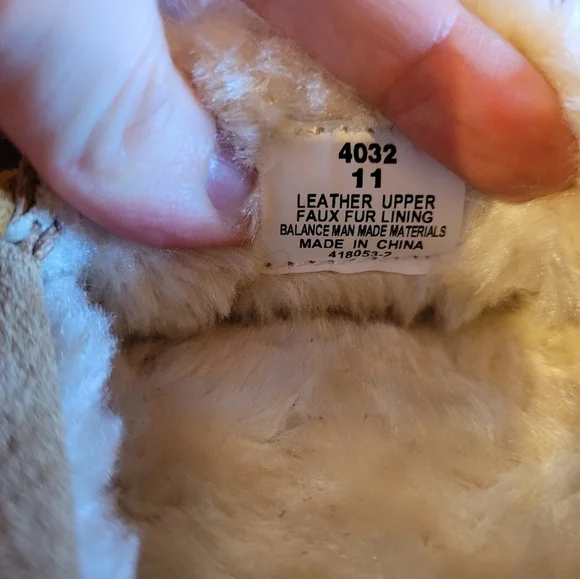 4032
11
LEATHER UPPER
FAUX FUR LINING
BALANCE MAN MADE MATERIALS
MADE IN CHINA
418053-2